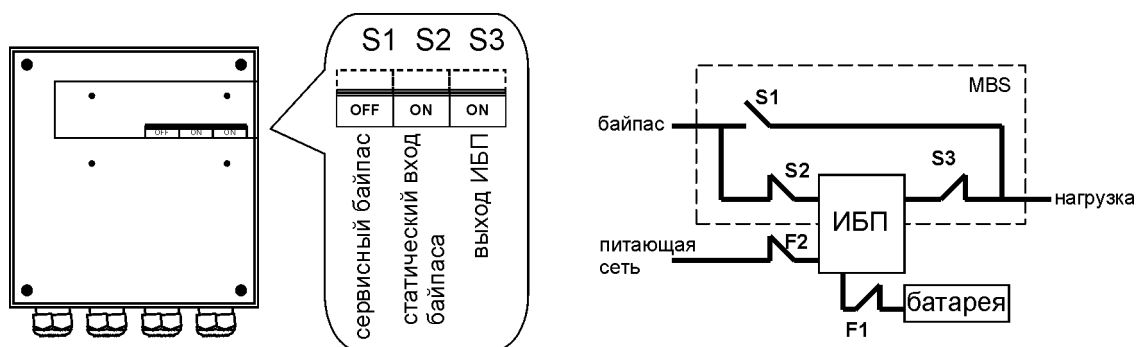 S1 S2 S3
OFF ON ON
OFF ON ON
сервисный байпас
статический вход
байпаса
выход ИБП
MBS
S1
байпас
S2
S3
ИБП
нагрузка
питающая
сеть
F2
батарея
F1